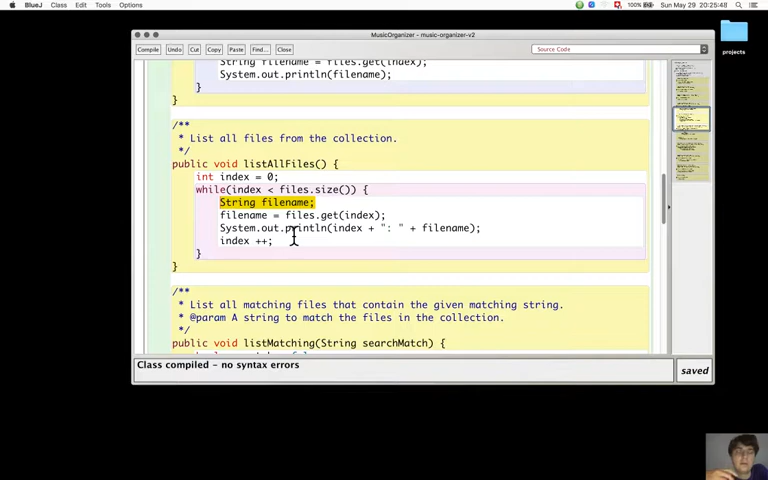 BlueJ Class Edit Tools Options 100% Sun May 29 20:25:48
MusicOrganizer - music-organizer-v2
Compile Undo Cut Copy Paste Find... Close Source Code
projects
String filename = files.get(index);
System.out.println(filename);
}
}
/**
* List all files from the collection.
*/
public void listAllFiles() {
int index = 0;
while(index < files.size()) {
String filename;
filename = files.get(index);
System.out.println(index + ": " + filename);
index ++;
}
}
/**
* List all matching files that contain the given matching string.
* @param A string to match the files in the collection.
*/
public void listMatching(String searchMatch) {
Class compiled - no syntax errors
saved